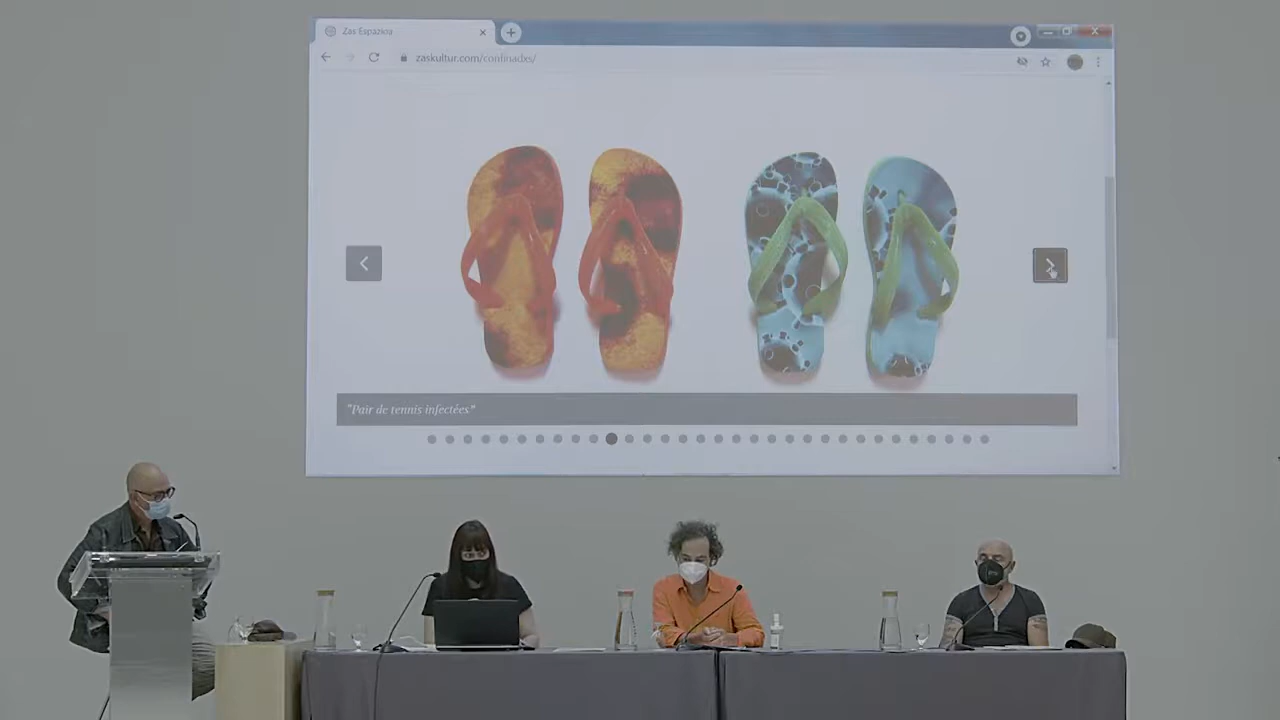 Zas Espazioa
zaskultur.com/confinadxs/
"Pair de tennis infectées"